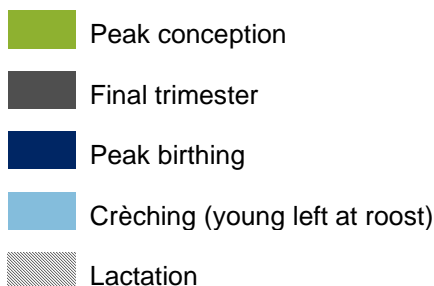 Peak conception
Final trimester
Peak birthing
Crèching (young left at roost)
Lactation